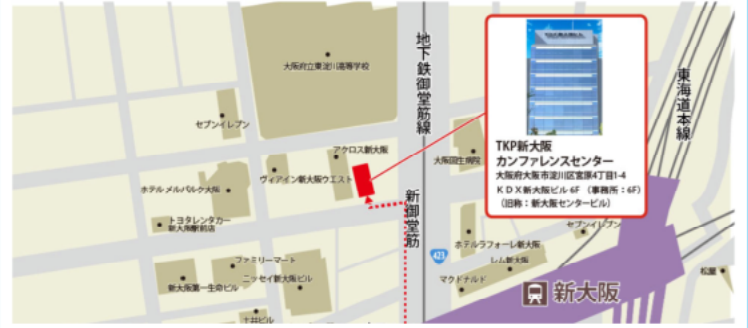 大阪府立東淀川高等学校
セブンイレブン
アクロス新大阪
ヴィアイン新大阪ウエスト
ホテルメルパルク大阪
トヨタレンタカー
新大阪駅前店
ファミリーマート
新大阪第一生命ビル
ニッセイ新大阪ビル
土井ビル
地下鉄御堂筋線
新御堂筋
423
大阪回生病院
TKP新大阪
カンファレンスセンター
大阪府大阪市淀川区宮原4丁目1-4
KDX新大阪ビル 6F (事務所:6F)
(旧称:新大阪センタービル)
東海道本線
セブンイレブン
ホテルラフォーレ新大阪
レム新大阪
マクドナルド
新大阪
松屋